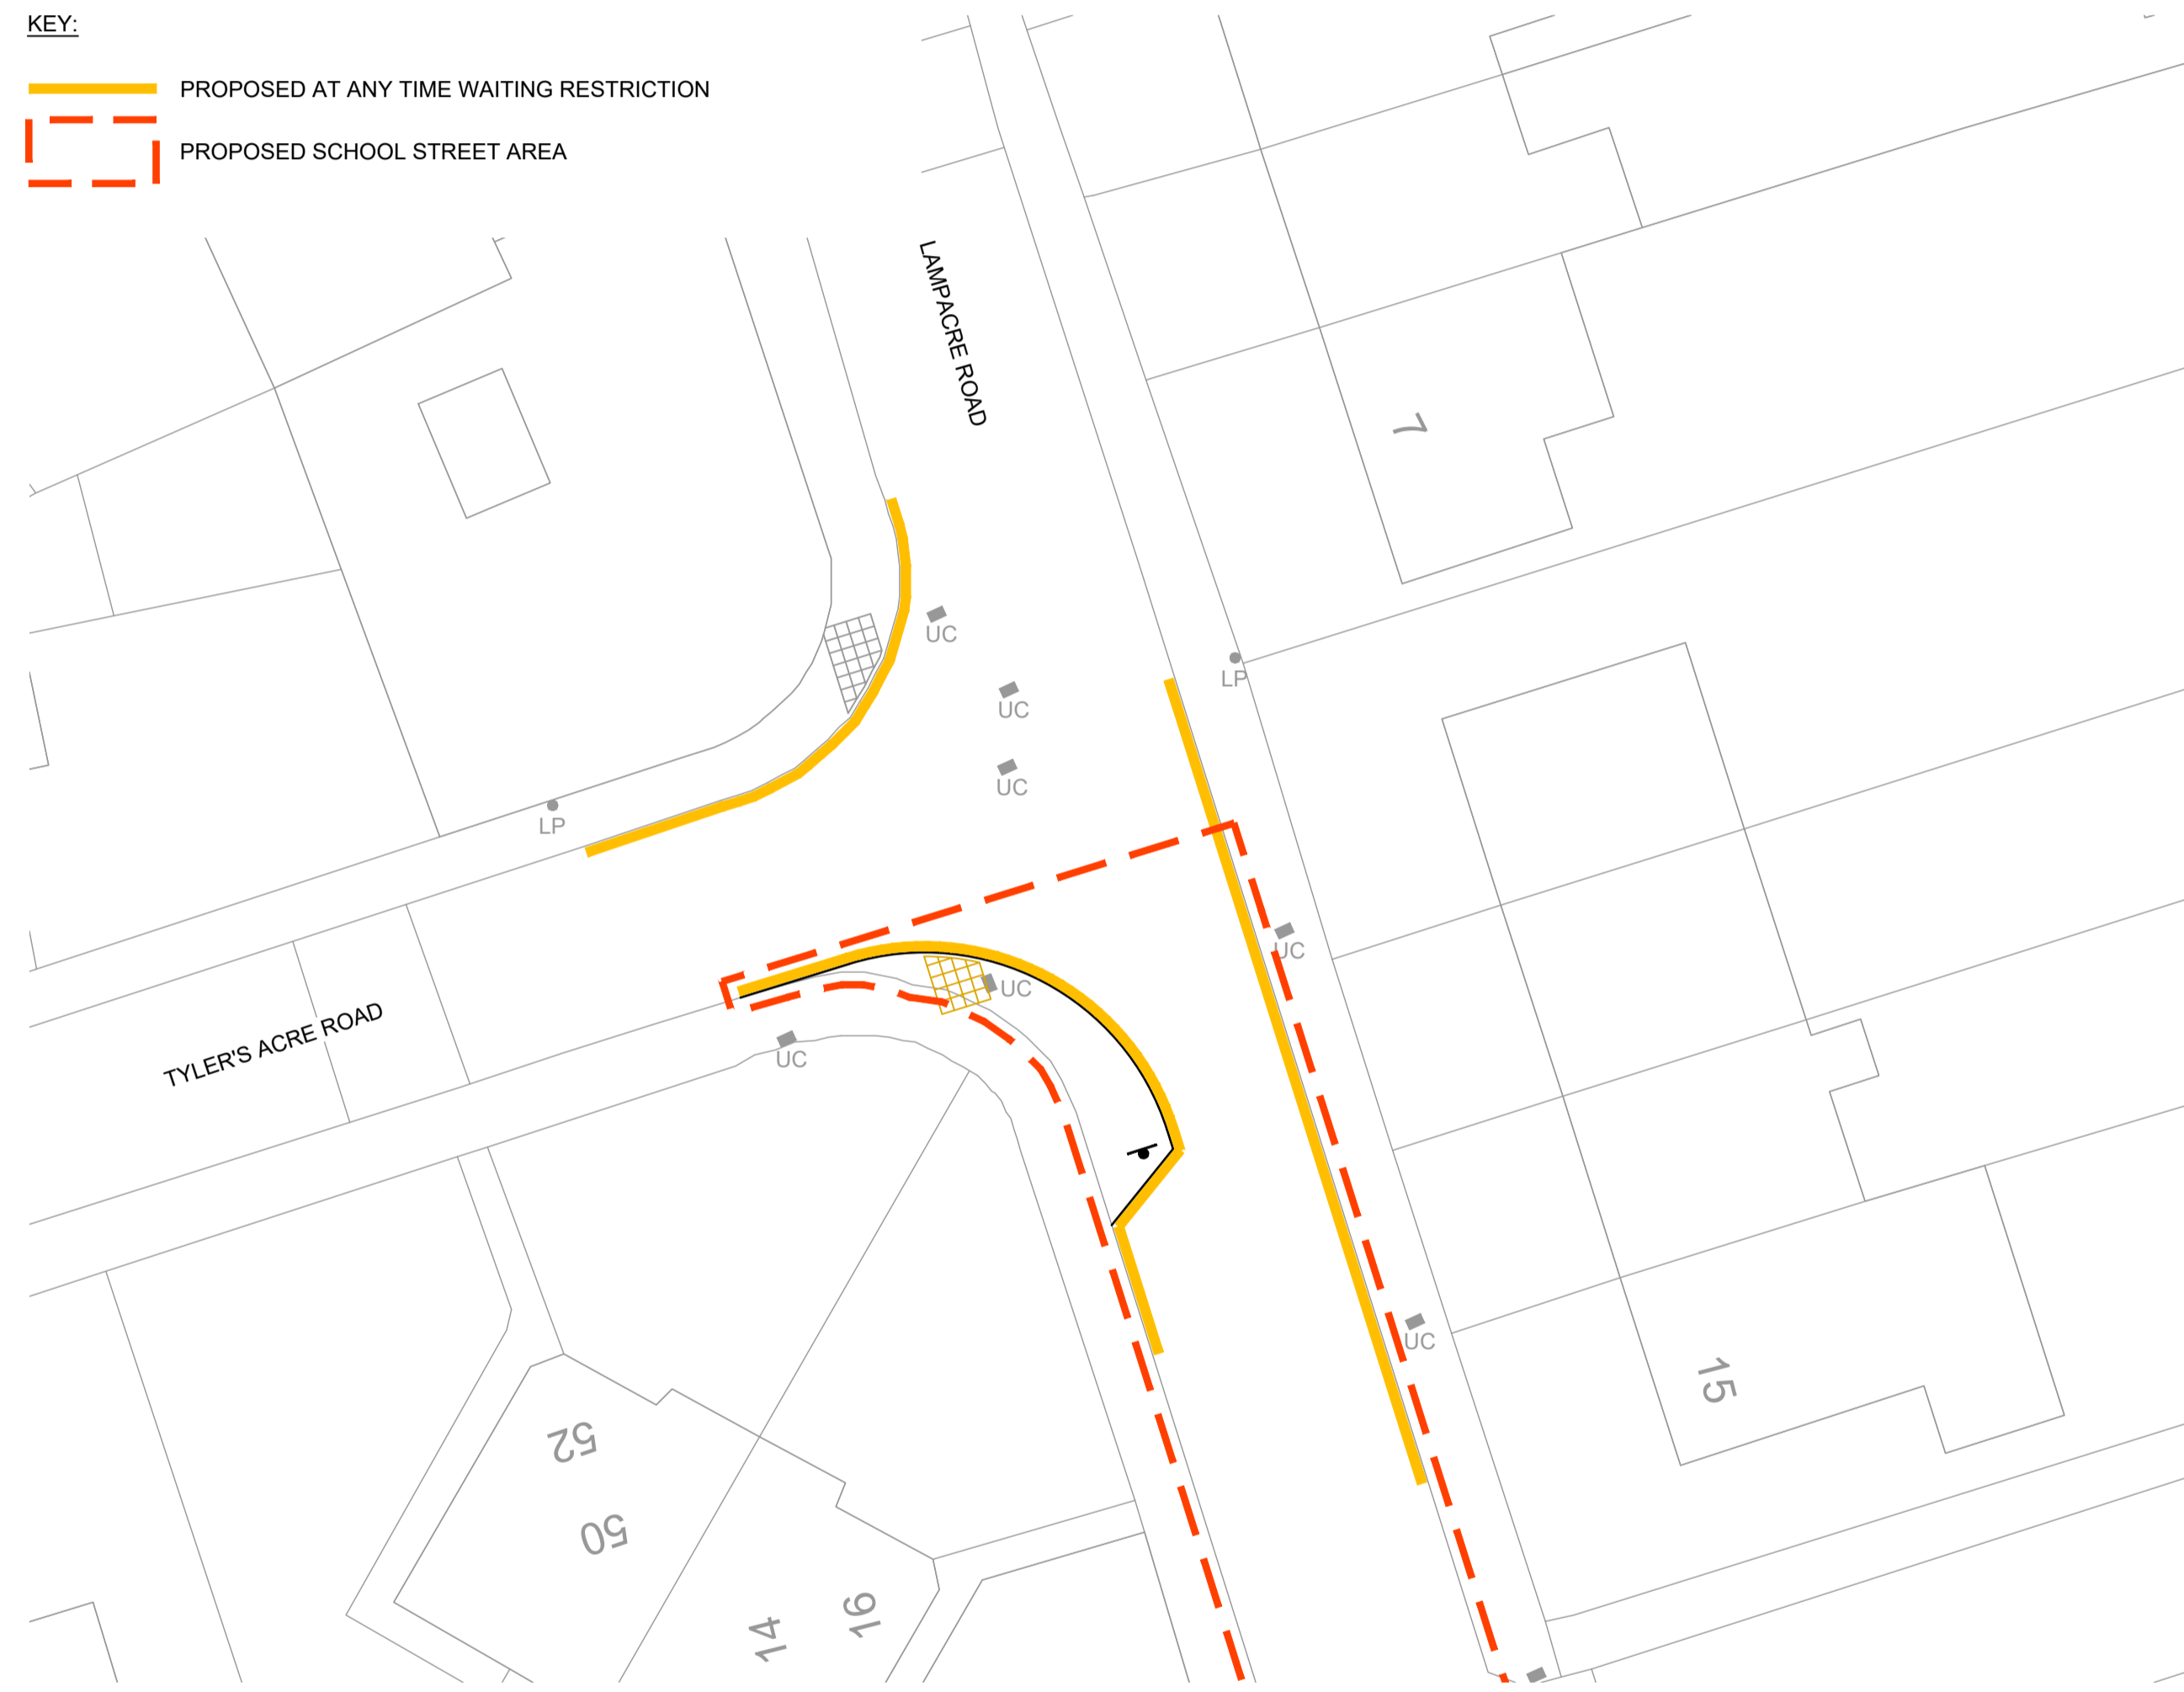 KEY:
PROPOSED AT ANY TIME WAITING RESTRICTION
PROPOSED SCHOOL STREET AREA
LAMPACRE ROAD
7
UC
LP
UC
UC
LP
UC
UC
UC
TYLER'S ACRE ROAD
UC
15
52
50
16
14